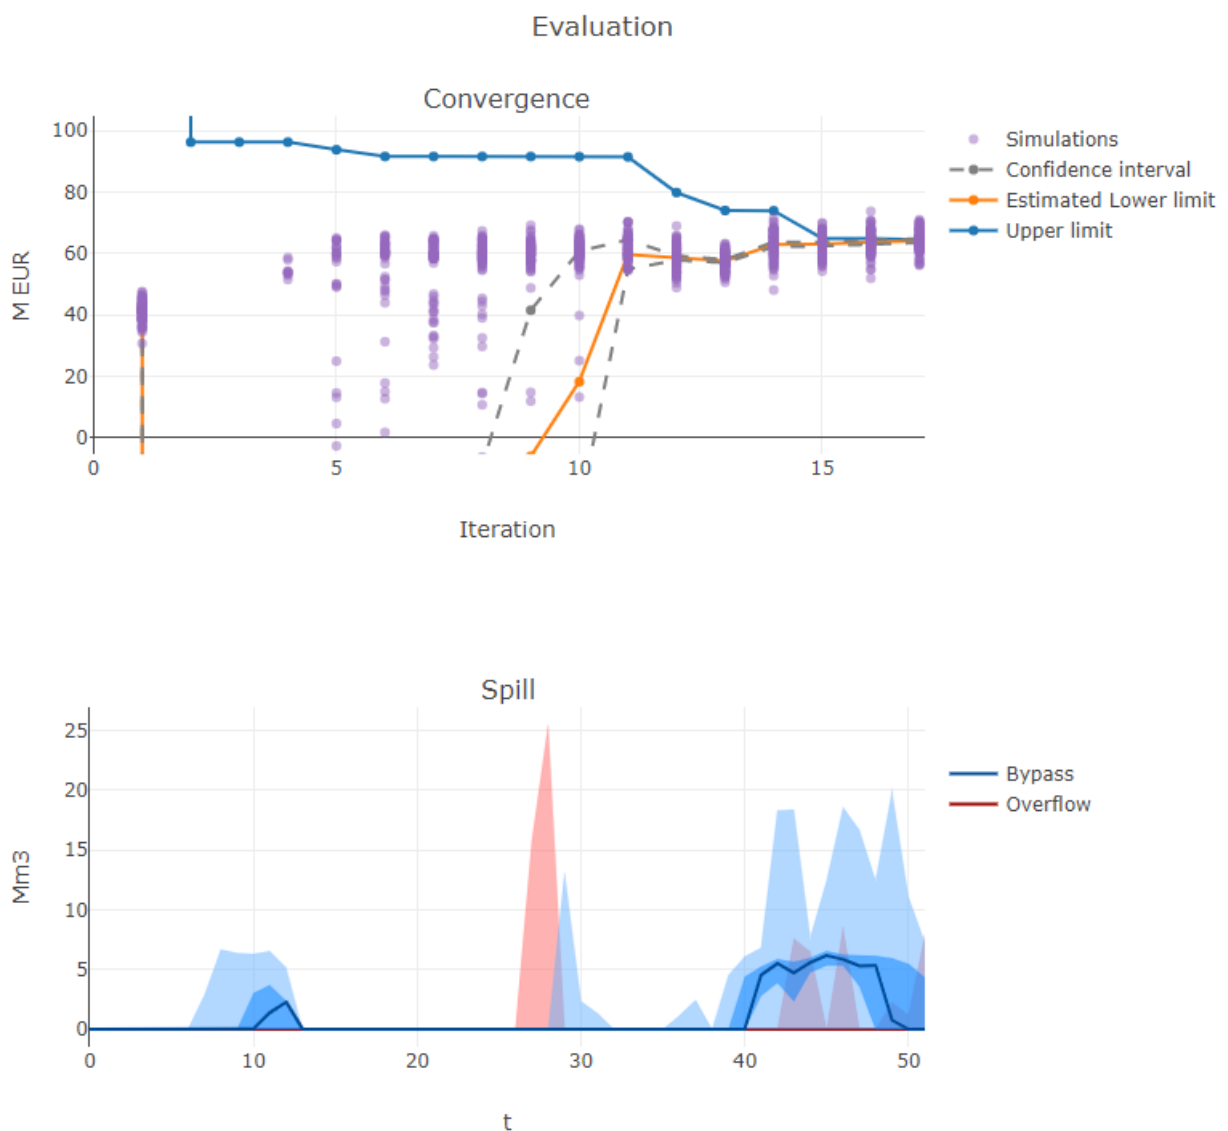 Evaluation
Convergence
100
80
60
40
20
0
M EUR
0
5
10
15
Iteration
Simulations
Confidence interval
Estimated Lower limit
Upper limit
Spill
25
20
15
10
5
0
Mm3
0
10
20
30
40
50
t
Bypass
Overflow